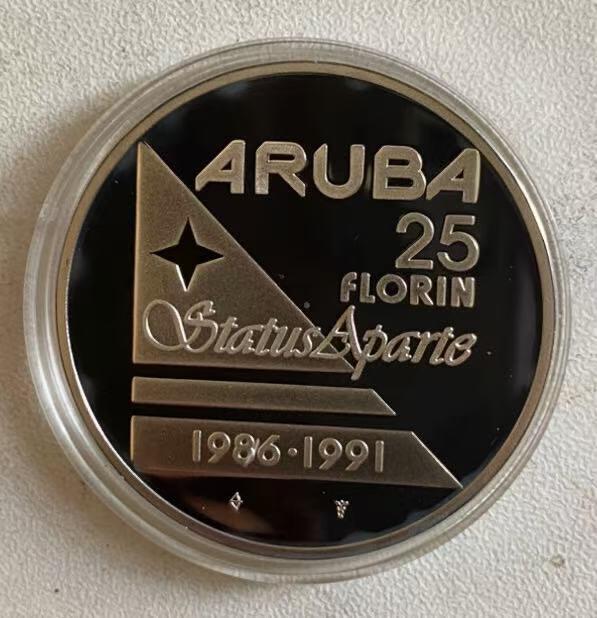 ARUBA
25
FLORIN
Status Aparte
1986·1991